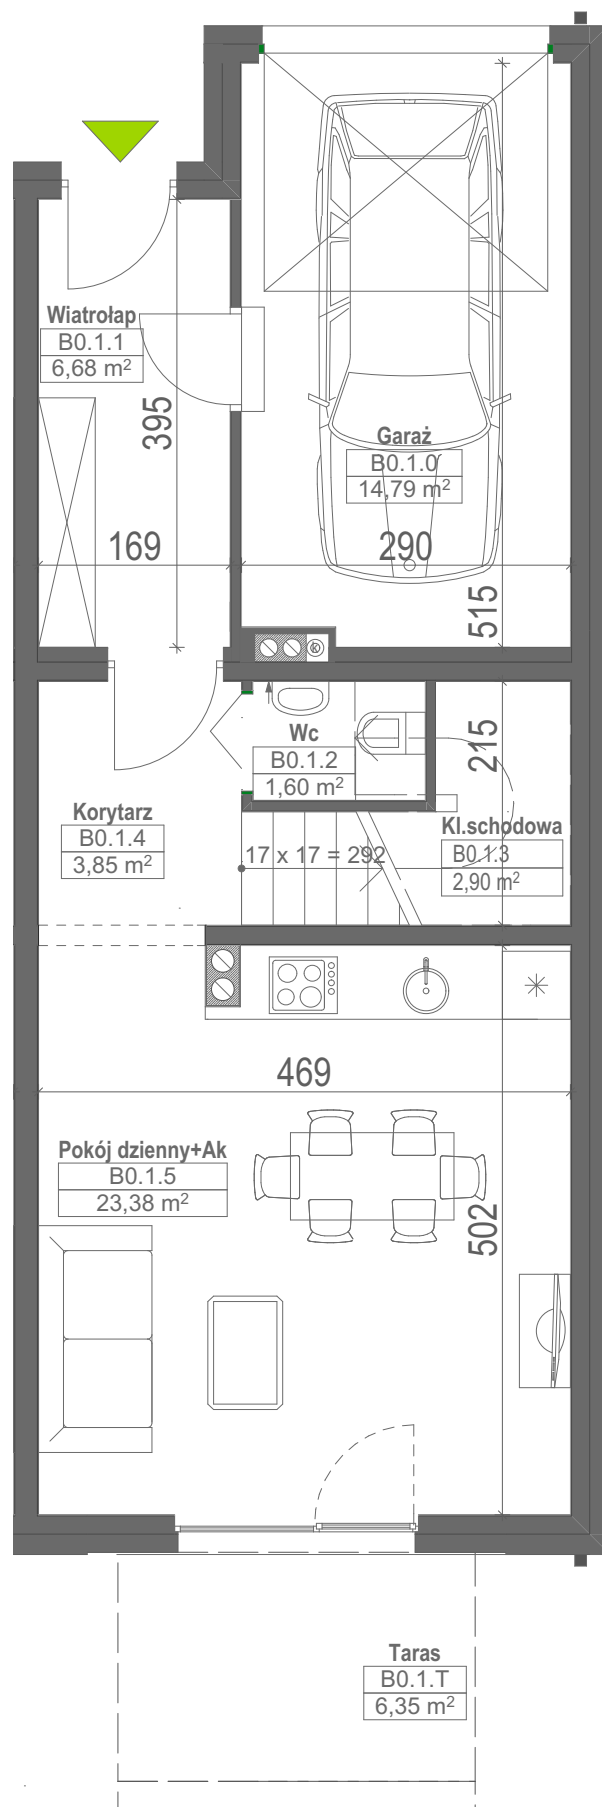 Wiatrołap
B0.1.1
6,68 m²
395
169
Garaż
B0.1.0
14,79 m²
290
515
k
Wc
B0.1.2
1,60 m²
215
Korytarz
B0.1.4
3,85 m²
17 x 17 = 292
Kl.schodowa
B0.1.3
2,90 m²
469
Pokój dzienny+Ak
B0.1.5
23,38 m²
502
Taras
B0.1.T
6,35 m²